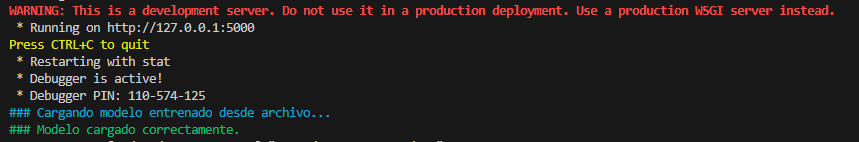 WARNING: This is a development server. Do not use it in a production deployment. Use a production WSGI server instead.
* Running on http://127.0.0.1:5000
Press CTRL+C to quit
* Restarting with stat
* Debugger is active!
* Debugger PIN: 110-574-125
### Cargando modelo entrenado desde archivo...
### Modelo cargado correctamente.